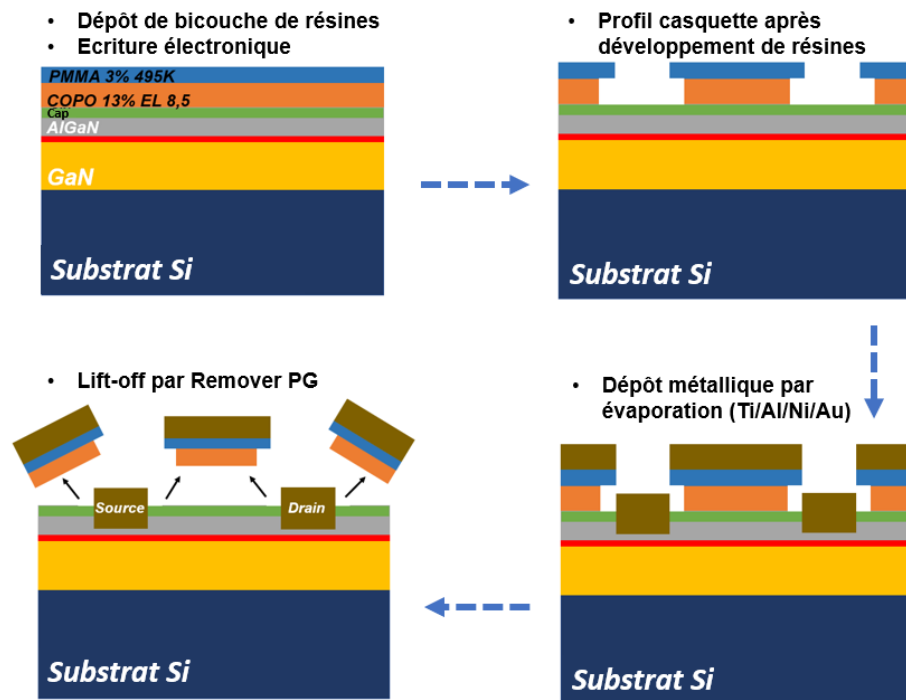 • Dépôt de bicouche de résines
• Ecriture électronique
PMMA 3% 495K
COPO 13% EL 8,5
Cap
AlGaN
GaN
Substrat Si
• Profil casquette après
développement de résines
Substrat Si
• Lift-off par Remover PG
Source
Drain
Substrat Si
• Dépôt métallique par
évaporation (Ti/Al/Ni/Au)
Substrat Si